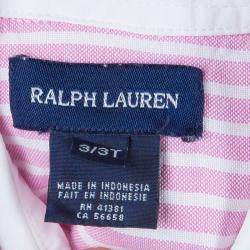 RALPH LAUREN
3/3T
MADE IN INDONESIA
FAIT EN INDONESIE
RN 41381
CA 56658